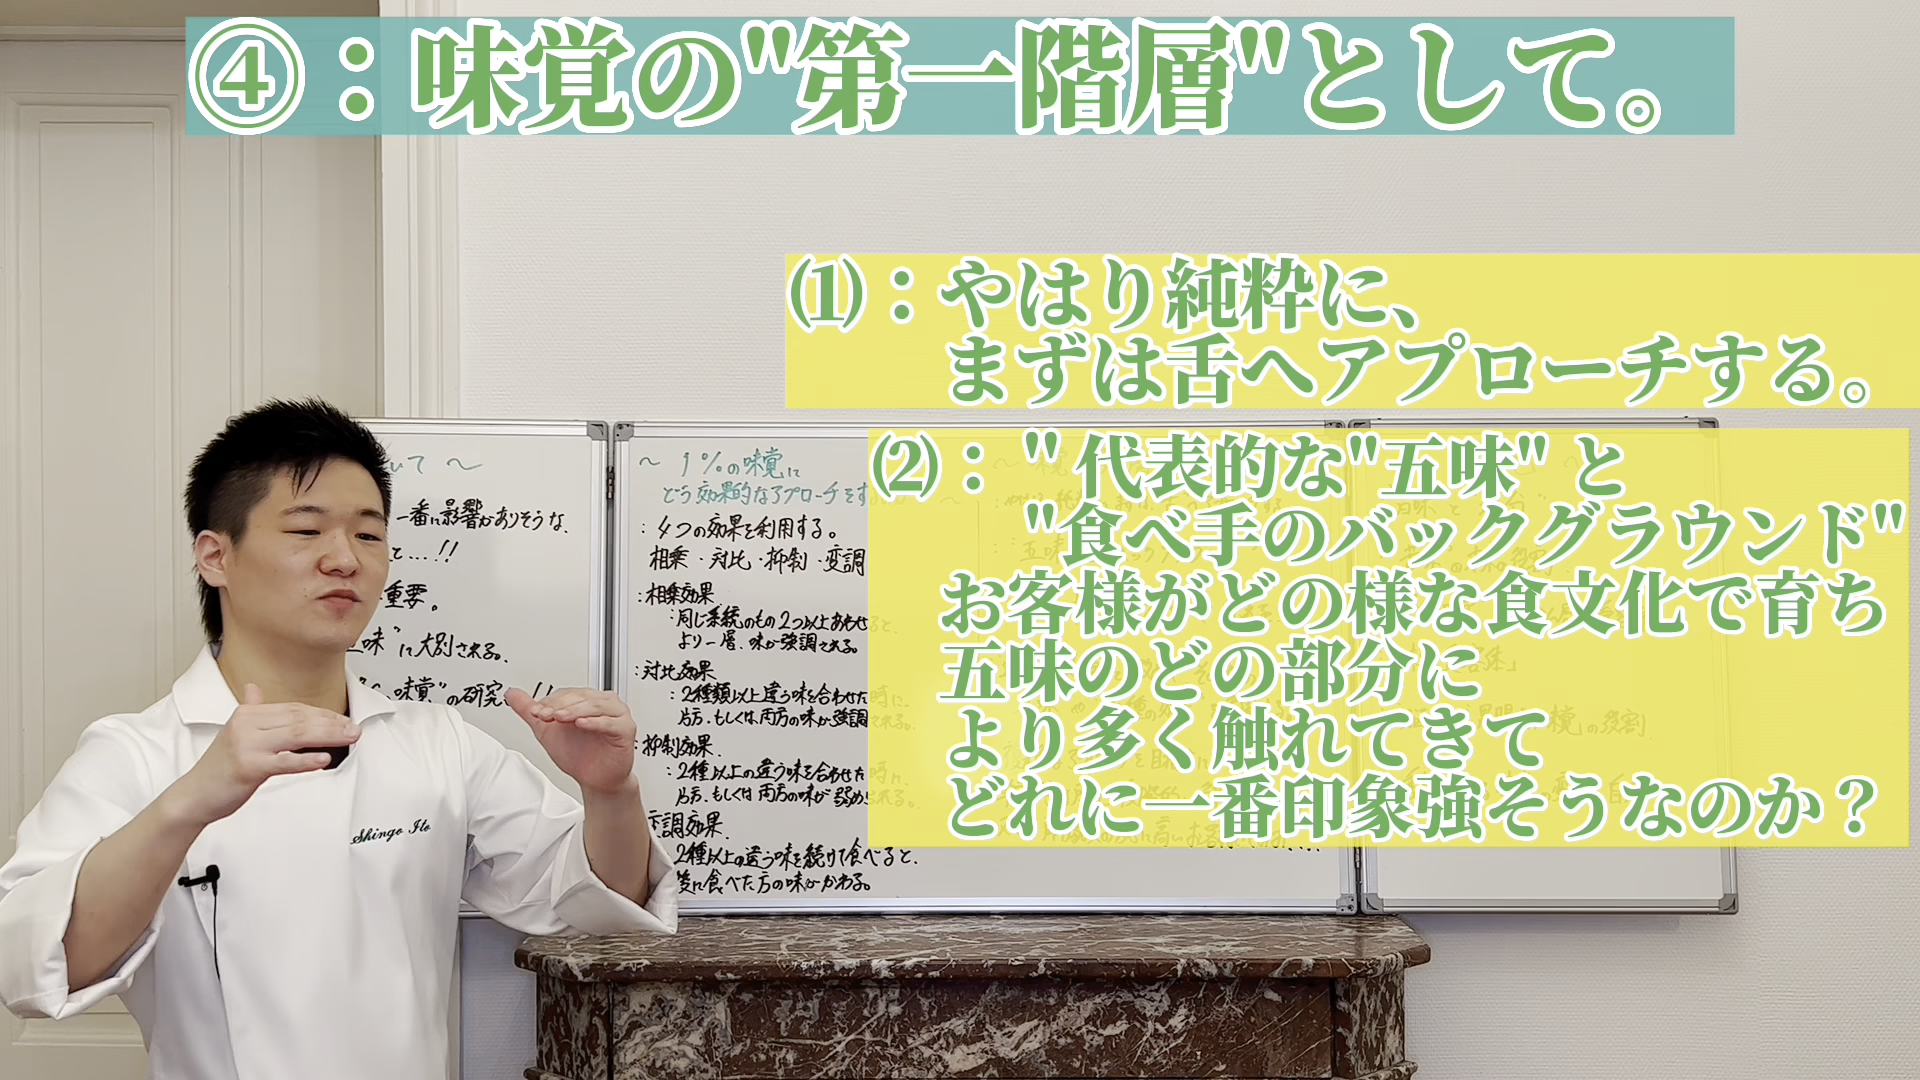 ④：味覚の"第一階層"として。
⑴：やはり純粋に、
まずは舌へアプローチする。
⑵："代表的な"五味" と
"食べ手のバックグラウンド"
お客様がどの様な食文化で育ち
五味のどの部分に
より多く触れてきて
どれに一番印象強そうなのか？
いて 〜
一番に影響がありそうな、
と...!!
重要。
味"に大別される。
味覚"の研究
〜 1%の味覚に
どう効果的なアプローチをす
: 4つの効果を利用する。
相乗・対比・抑制・変調
: 相乗効果
: 同じ系統のもの2つ以上あわせ
より一層、味が強調される。
: 対比効果
: 2種類以上違う味を合わせた
片方、もしくは両方の味が強調
: 抑制効果
: 2種以上の違う味を合わせた
片方、もしくは両方の味が弱め
変調効果
2種以上の違う味を続けて食べると、
後に食べた方の味がかわる。
Shingo Ito